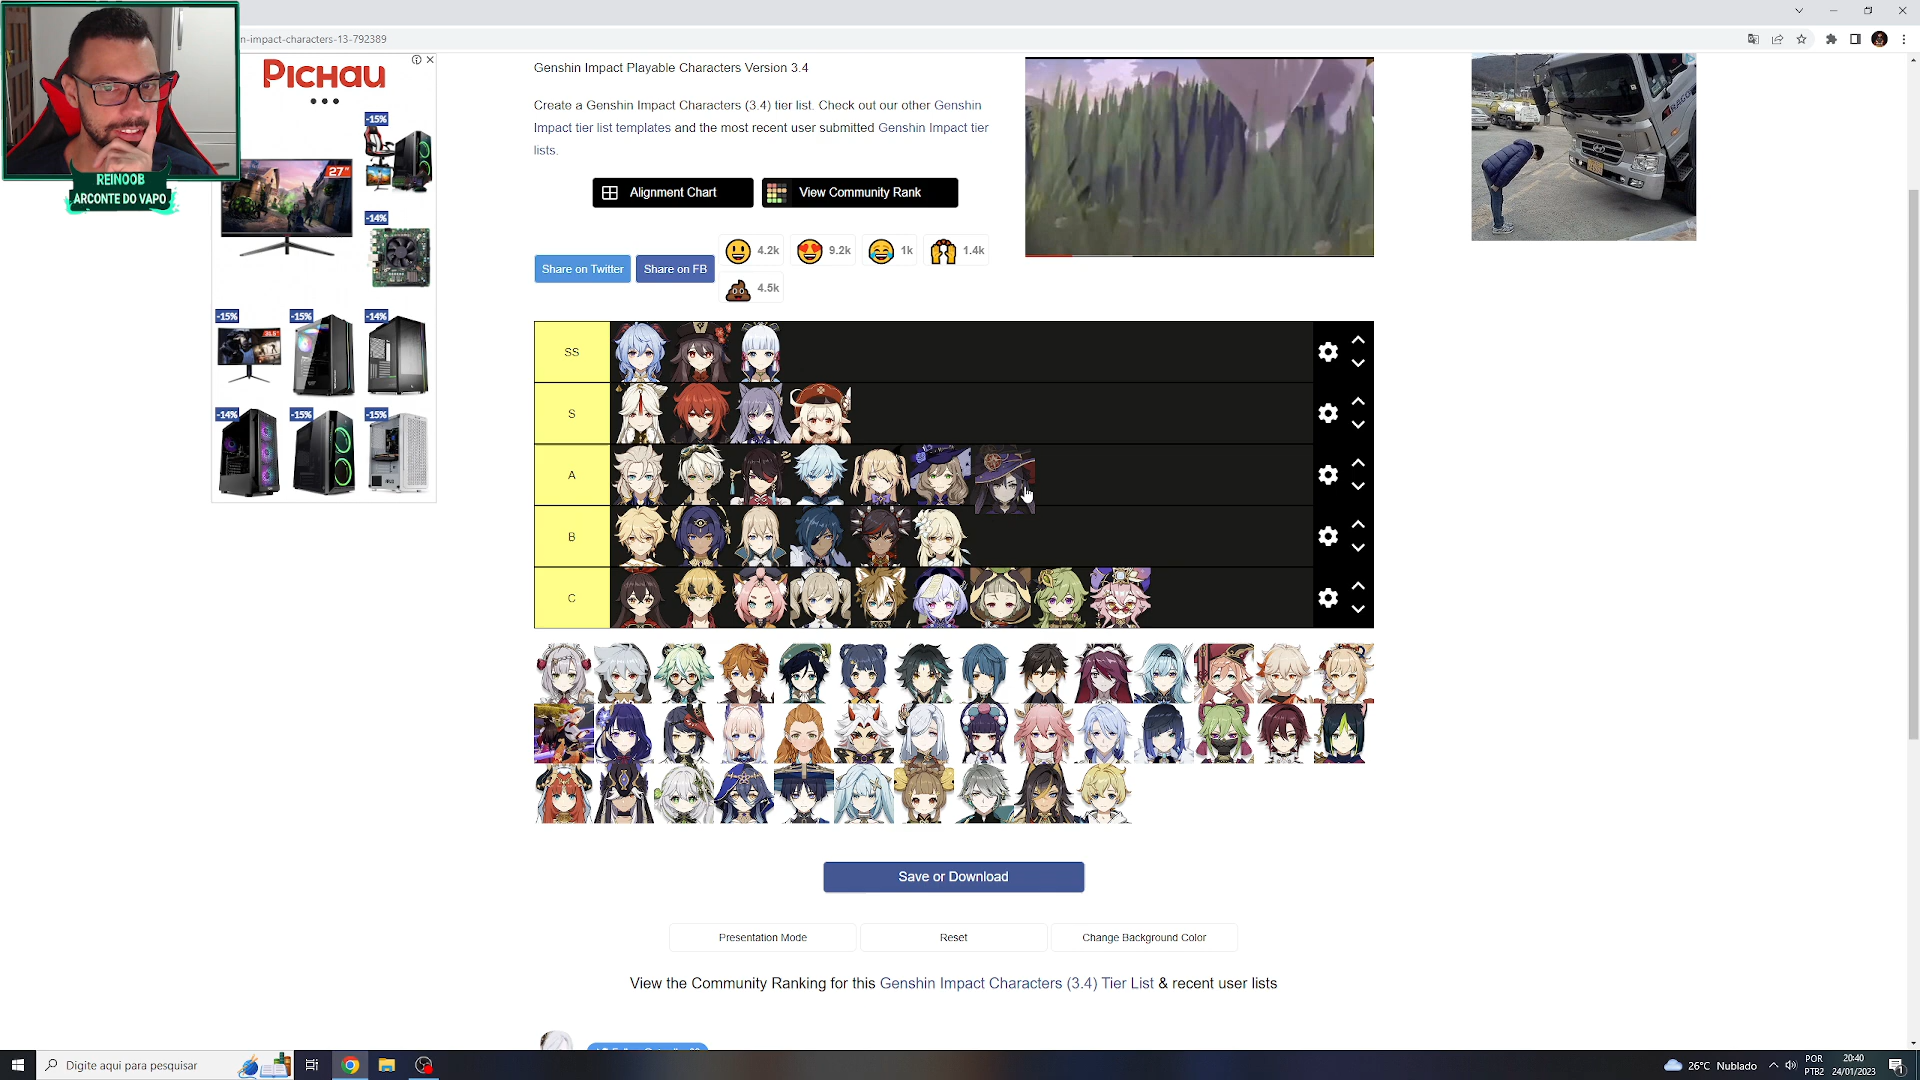 n-impact-characters-13-792389
REINOOB
ARCONTE DO VAPO
PICHAU
-15%
27"
-14%
-15%
-15%
-14%
-14%
-15%
-15%
Genshin Impact Playable Characters Version 3.4
Create a Genshin Impact Characters (3.4) tier list. Check out our other Genshin
Impact tier list templates and the most recent user submitted Genshin Impact tier
lists.
Alignment Chart
View Community Rank
Share on Twitter
Share on FB
4.2k
9.2k
1k
1.4k
4.5k
SS
S
A
B
C
Save or Download
Presentation Mode
Reset
Change Background Color
View the Community Ranking for this Genshin Impact Characters (3.4) Tier List & recent user lists
Digite aqui para pesquisar
26°C Nublado
POR
PTB2
20:40
24/01/2023
1